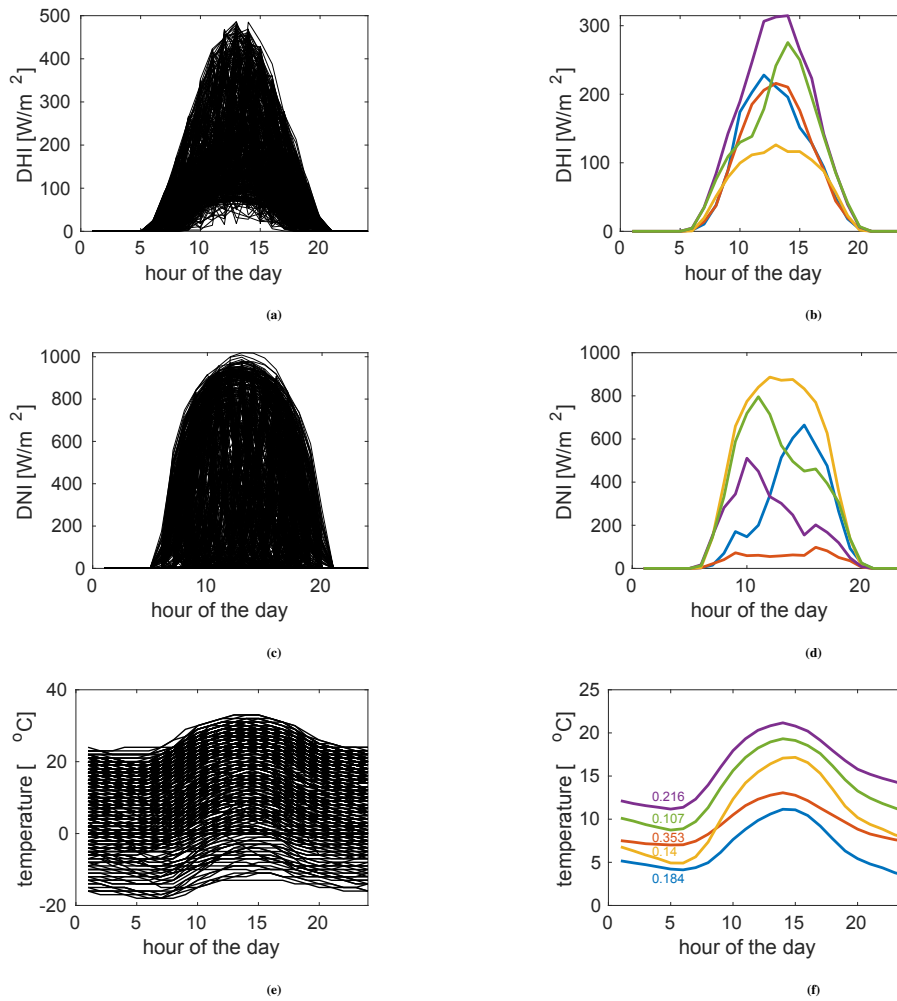 500
400
300
200
100
0
DHI [W/m 2]
0 5 10 15 20
hour of the day
(a)
300
200
100
0
DHI [W/m 2]
0 5 10 15 20
hour of the day
(b)
1000
800
600
400
200
0
DNI [W/m 2]
0 10 20
hour of the day
(c)
1000
800
600
400
200
0
DNI [W/m 2]
0 10 20
hour of the day
(d)
40
20
0
-20
temperature [ oC]
0 5 10 15 20
hour of the day
(e)
25
20
15
10
5
0
temperature [ oC]
0.216
0.107
0.353
0.14
0.184
0 5 10 15 20
hour of the day
(f)